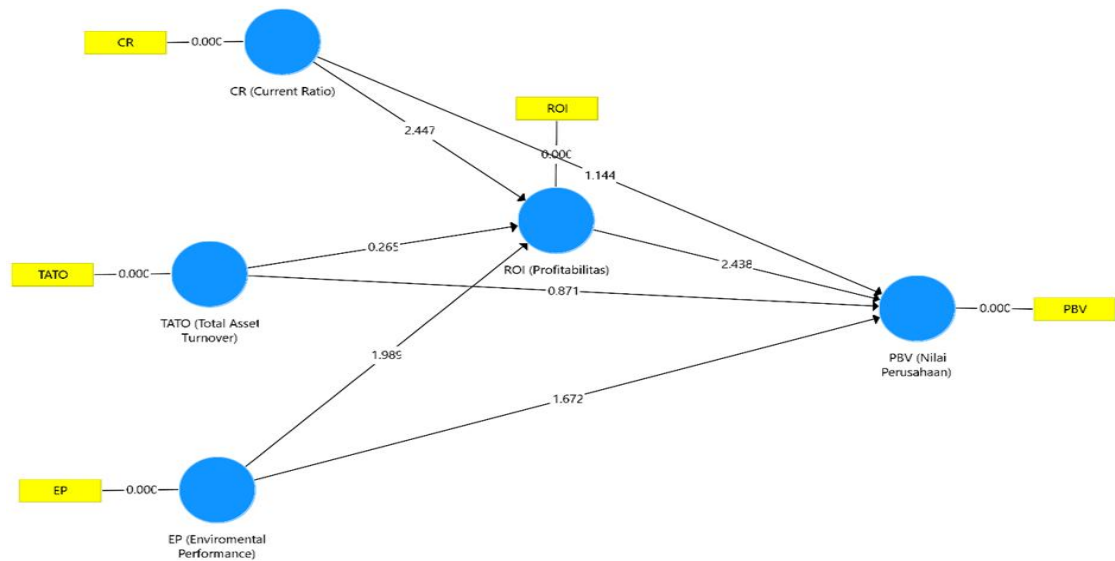 CR
0.000
CR (Current Ratio)
ROI
2.447
0.000
1.144
TATO
0.000
0.265
ROI (Profitabilitas)
2.438
0.871
TATO (Total Asset
Turnover)
0.000
PBV
PBV (Nilai
Perusahaan)
1.989
1.672
EP
0.000
EP (Enviromental
Performance)